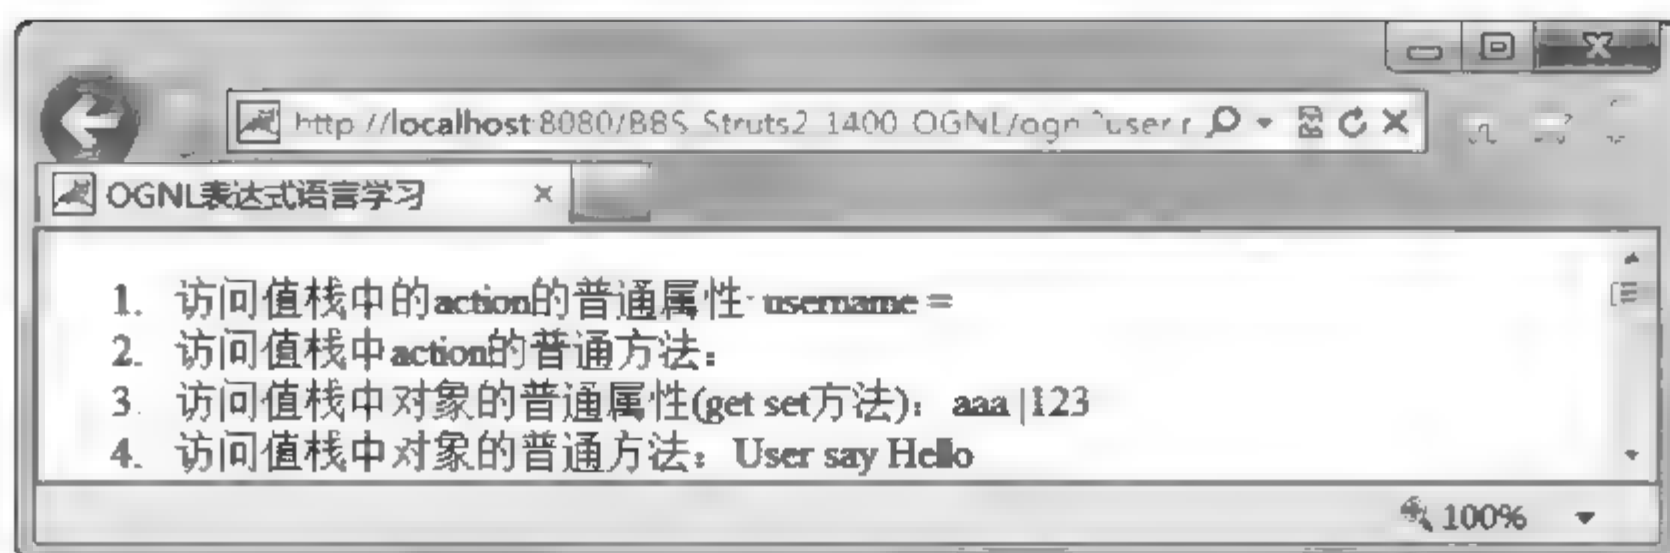 http://localhost:8080/BBS_Struts2_1400_OGNL/ogn
OGNL表达式语言学习
1. 访问值栈中的action的普通属性: username =
2. 访问值栈中action的普通方法：
3. 访问值栈中对象的普通属性(get set方法)：aaa |123
4. 访问值栈中对象的普通方法：User say Hello
100%